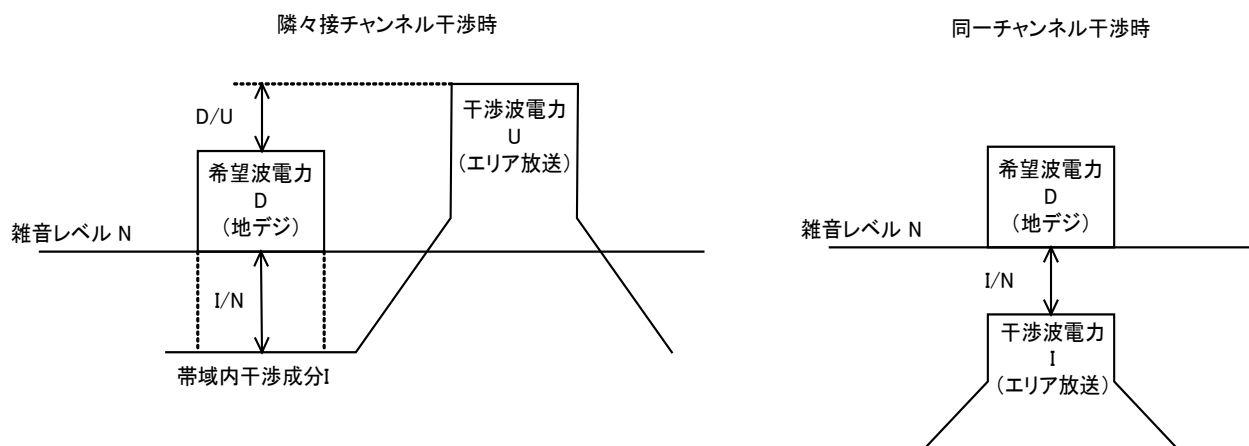 隣々接チャンネル干渉時
D/U
干渉波電力
U
(エリア放送)
希望波電力
D
(地デジ)
雑音レベル N
I/N
帯域内干渉成分I
同一チャンネル干渉時
希望波電力
D
(地デジ)
雑音レベル N
I/N
干渉波電力
I
(エリア放送)